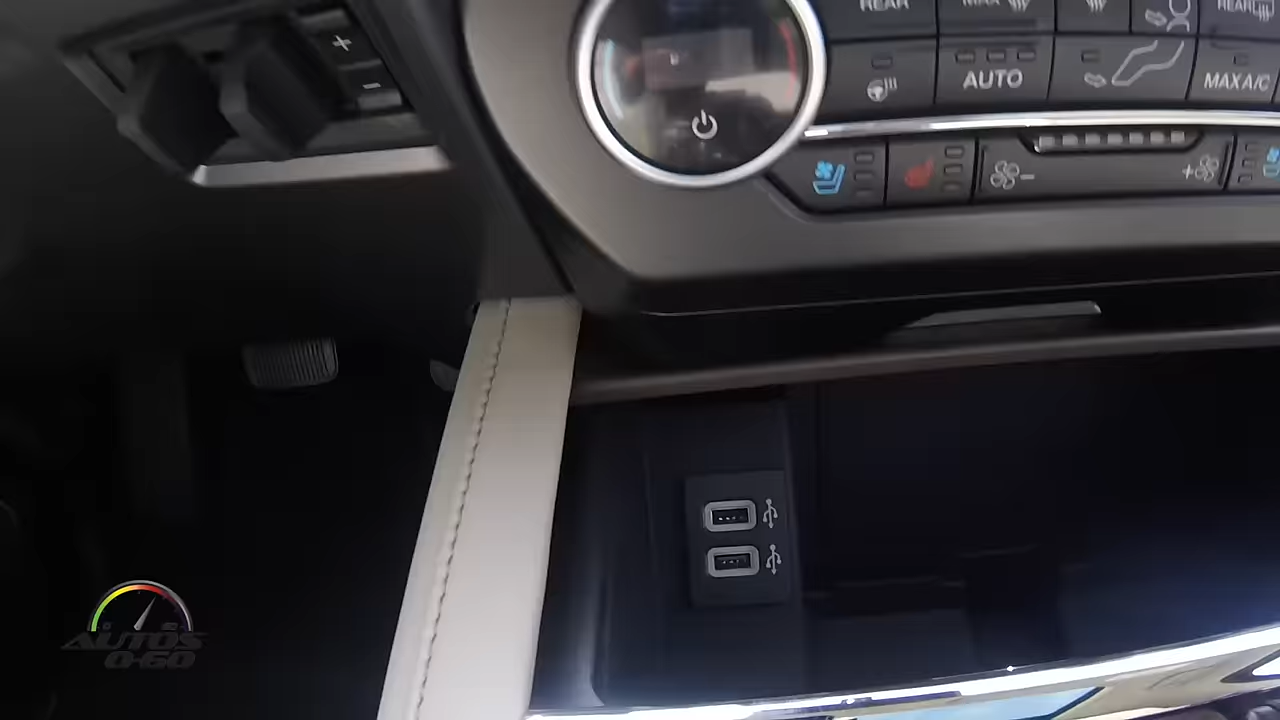 REAR
MAX
REAR
+
-
AUTO
MAX A/C
- +
AUTOS
0-60